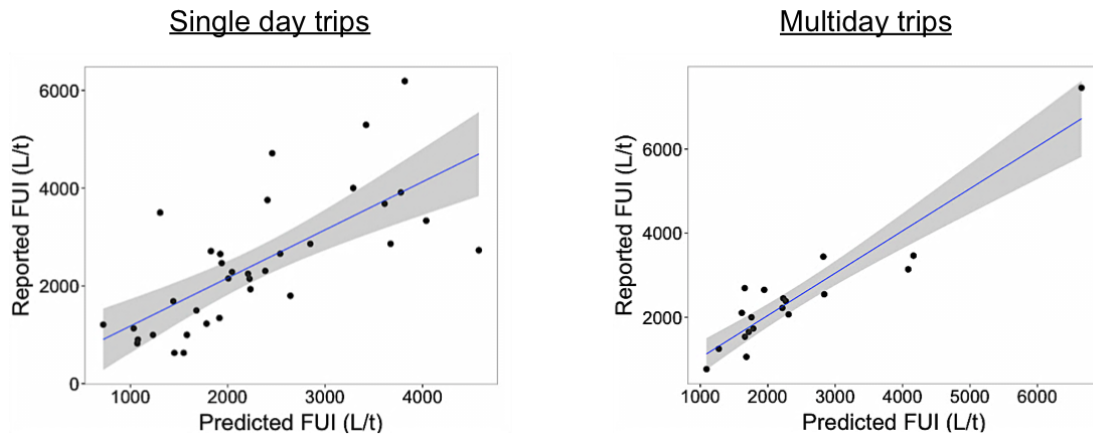 Single day trips
Multiday trips
Reported FUI (L/t)
6000
4000
2000
0
1000
2000
3000
4000
Predicted FUI (L/t)
Reported FUI (L/t)
6000
4000
2000
1000
2000
3000
4000
5000
6000
Predicted FUI (L/t)